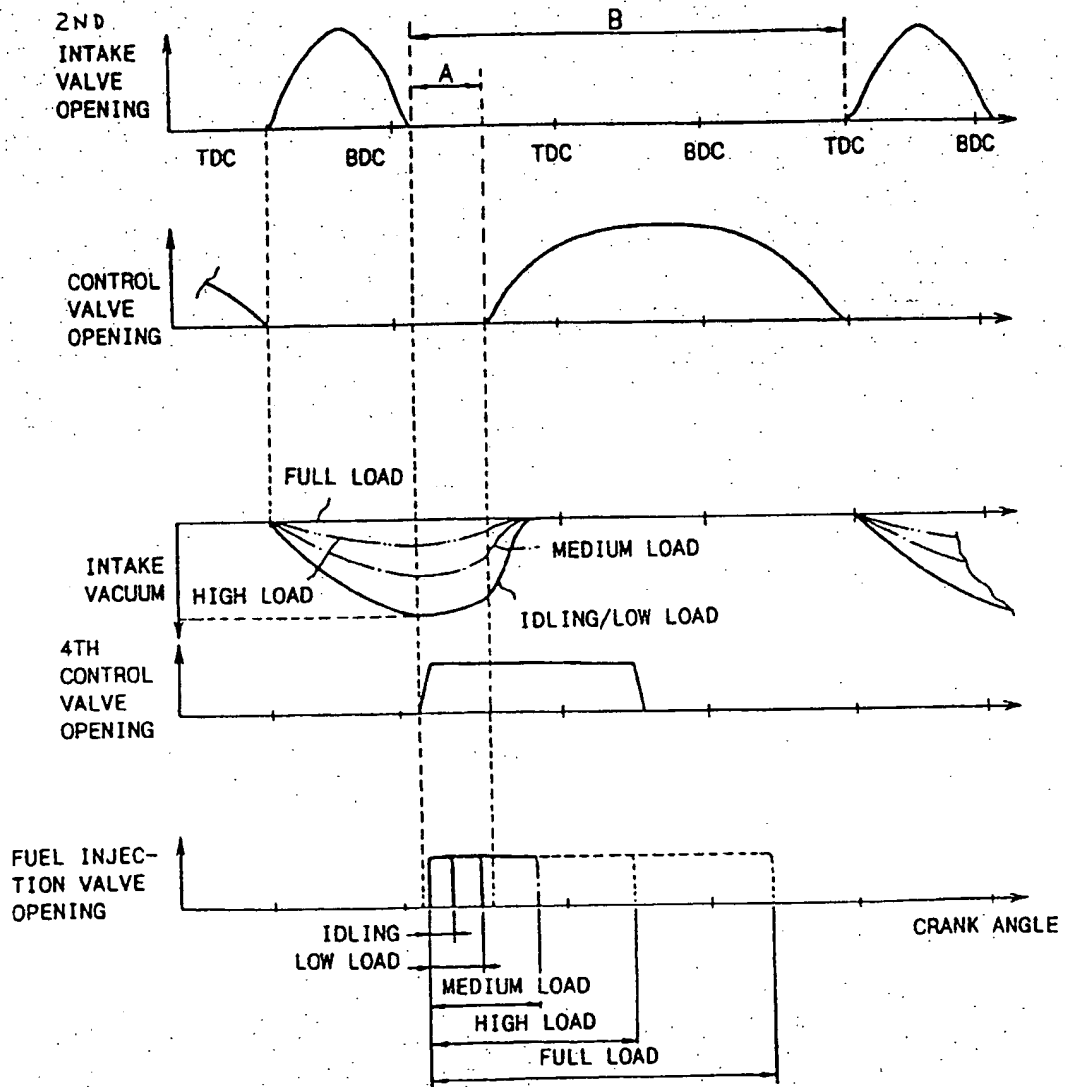 2ND
INTAKE
VALVE
OPENING
B
A
TDC
BDC
TDC
BDC
TDC
BDC
CONTROL
VALVE
OPENING
FULL LOAD
INTAKE
VACUUM
HIGH LOAD
MEDIUM LOAD
IDLING/LOW LOAD
4TH
CONTROL
VALVE
OPENING
FUEL INJEC-
TION VALVE
OPENING
CRANK ANGLE
IDLING
LOW LOAD
MEDIUM LOAD
HIGH LOAD
FULL LOAD